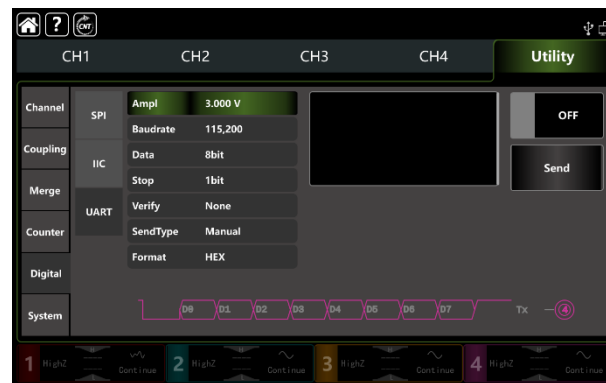 ? CNT
CH1 CH2 CH3 CH4 Utility
Channel
Coupling
Merge
Counter
Digital
System
SPI
IIC
UART
Ampl 3.000 V
Baudrate 115,200
Data 8bit
Stop 1bit
Verify None
SendType Manual
Format HEX
OFF
Send
D0 D1 D2 D3 D4 D5 D6 D7 Tx 4
1 HighZ Continue 2 HighZ Continue 3 HighZ Continue 4 HighZ Continue